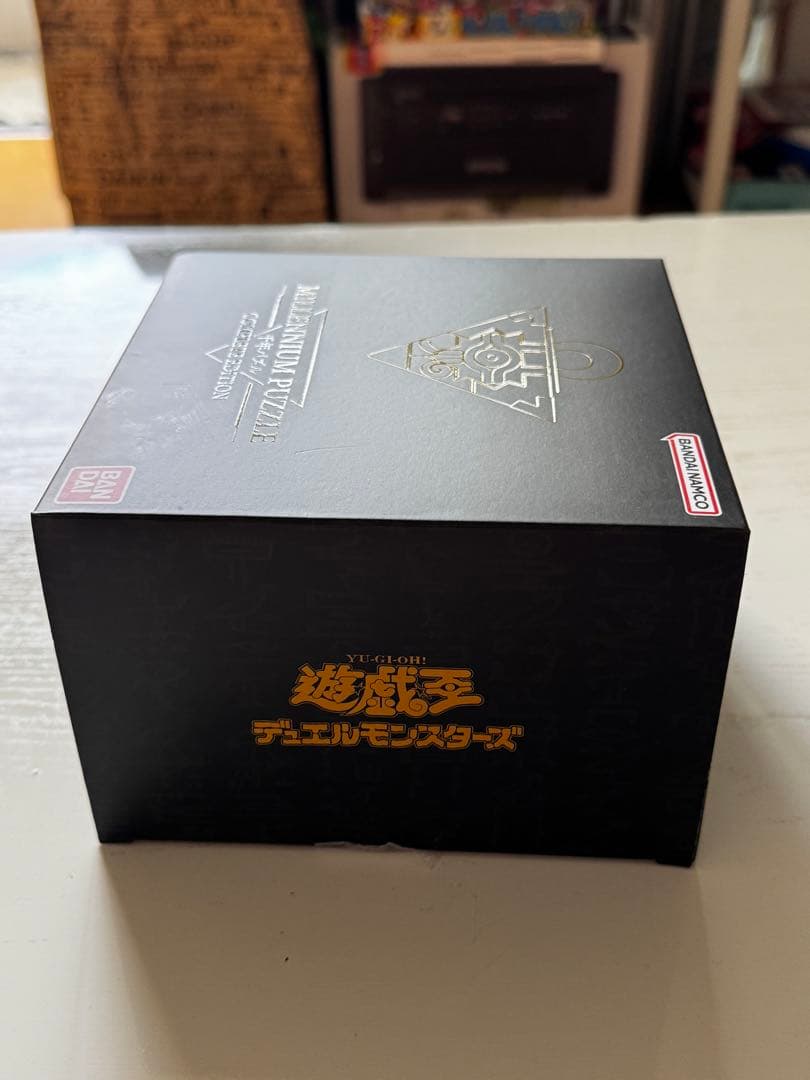 MILLENNIUM PUZZLE
千年パズル
COMPLETE EDITION
BAN
DAI
BANDAI NAMCO
YU-GI-OH!
遊戯王
デュエルモンスターズ